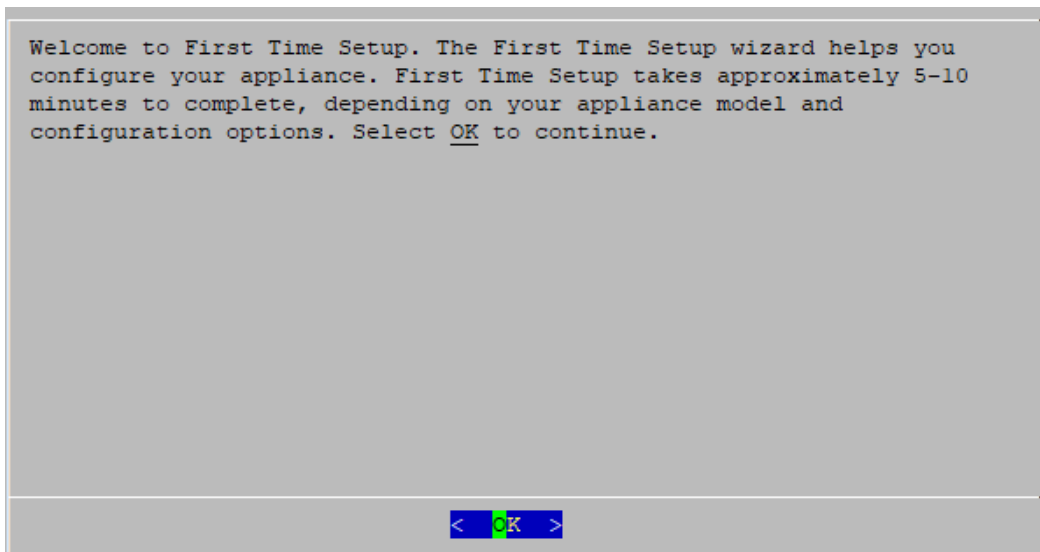 Welcome to First Time Setup. The First Time Setup wizard helps you
configure your appliance. First Time Setup takes approximately 5-10
minutes to complete, depending on your appliance model and
configuration options. Select OK to continue.
< OK >